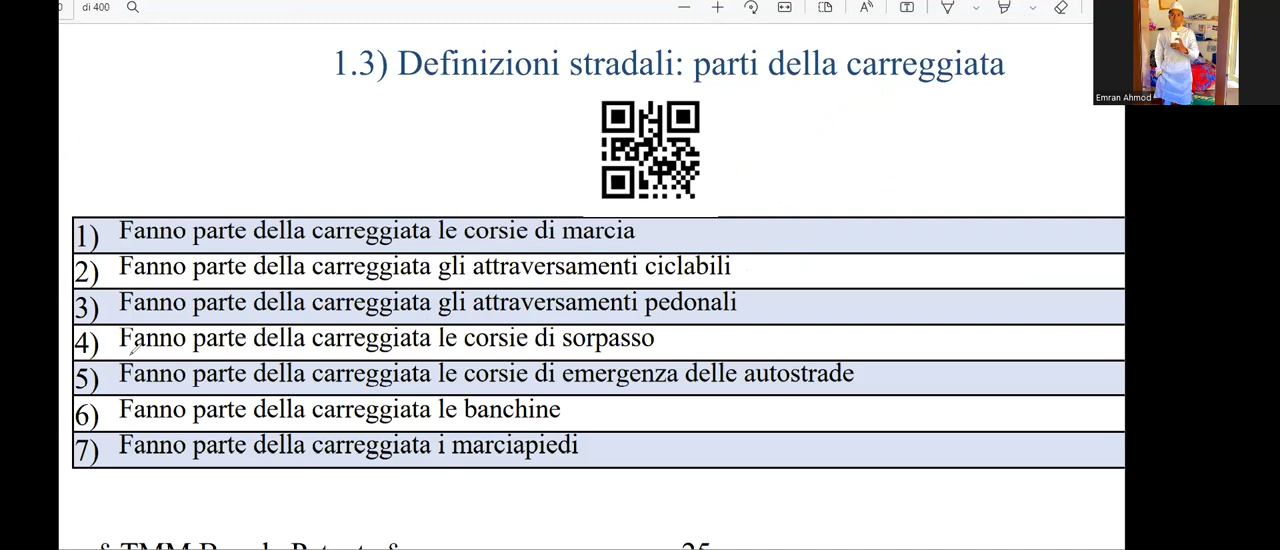 di 400
1.3) Definizioni stradali: parti della carreggiata
Emran Ahmod
1) Fanno parte della carreggiata le corsie di marcia
2) Fanno parte della carreggiata gli attraversamenti ciclabili
3) Fanno parte della carreggiata gli attraversamenti pedonali
4) Fanno parte della carreggiata le corsie di sorpasso
5) Fanno parte della carreggiata le corsie di emergenza delle autostrade
6) Fanno parte della carreggiata le banchine
7) Fanno parte della carreggiata i marciapiedi
25